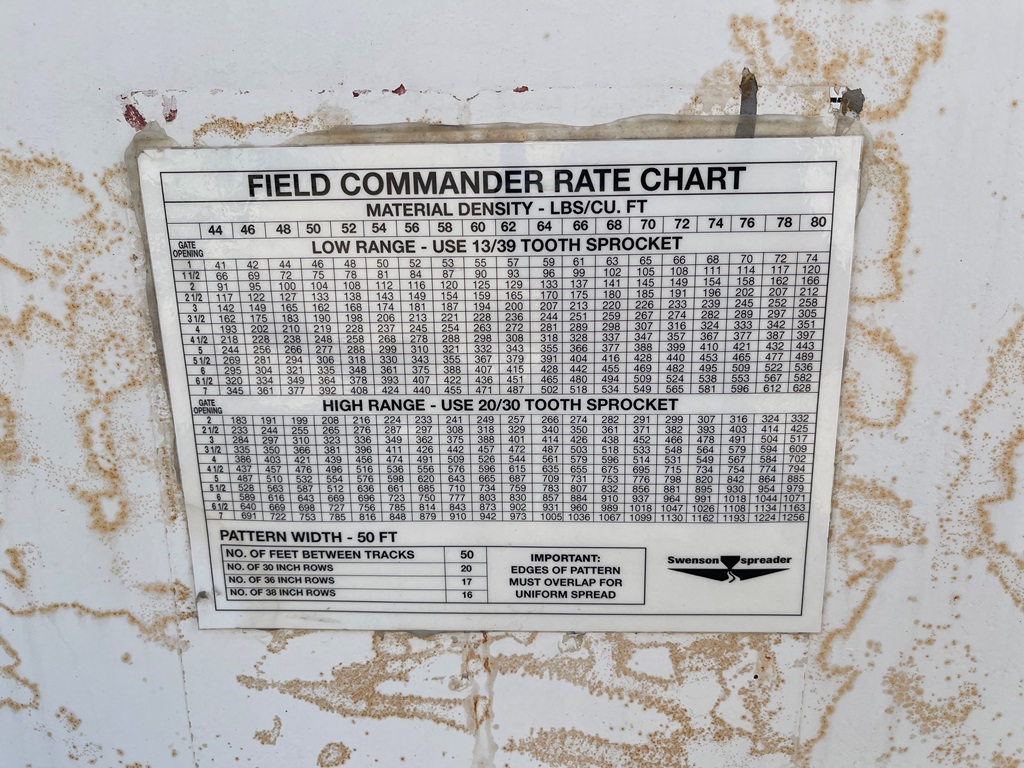 FIELD COMMANDER RATE CHART
MATERIAL DENSITY - LBS/CU. FT
44 46 48 50 52 54 56 58 60 62 64 66 68 70 72 74 76 78 80
GATE OPENING
LOW RANGE - USE 13/39 TOOTH SPROCKET
1 41 42 44 46 48 50 52 53 55 57 59 61 63 65 66 68 70 72 74
1 1/2 66 69 72 75 78 81 84 87 90 93 96 99 102 105 108 111 114 117 120
2 91 95 100 104 108 112 116 120 125 129 133 137 141 145 149 154 158 162 166
2 1/2 117 122 127 133 138 143 149 154 159 165 170 175 180 185 191 196 202 207 212
3 142 149 165 162 168 174 181 187 194 200 207 213 220 226 233 239 245 252 258
3 1/2 162 175 183 190 198 206 213 221 228 236 244 251 259 267 274 282 289 297 305
4 193 202 210 219 228 237 245 254 263 272 281 289 298 307 316 324 333 342 351
4 1/2 218 228 238 248 258 268 278 288 298 308 318 328 337 347 357 367 377 387 397
5 244 256 266 277 288 299 310 321 332 343 355 366 377 388 399 410 421 432 443
5 1/2 269 281 294 306 318 330 343 355 367 379 391 404 416 428 440 453 465 477 489
6 295 304 321 335 348 361 375 388 407 415 428 442 455 469 482 495 509 522 536
6 1/2 320 334 349 364 378 393 407 422 436 451 465 480 494 509 524 538 553 567 582
7 345 361 377 392 408 424 440 455 471 487 502 518 534 549 565 581 596 612 628
GATE OPENING
HIGH RANGE - USE 20/30 TOOTH SPROCKET
2 183 191 199 208 216 224 233 241 249 257 266 274 282 291 299 307 316 324 332
2 1/2 233 244 255 265 276 287 297 308 318 329 340 350 361 371 382 393 403 414 425
3 284 297 310 323 336 349 362 375 388 401 414 426 438 452 466 478 491 504 517
3 1/2 335 350 366 381 396 411 426 442 457 472 487 503 518 533 548 564 579 594 609
4 386 403 421 439 456 474 491 509 526 544 561 579 596 514 531 549 567 584 702
4 1/2 437 457 476 496 516 536 556 576 596 615 635 655 675 695 715 734 754 774 794
5 487 510 532 554 576 598 620 643 665 687 709 731 753 776 798 820 842 864 885
5 1/2 528 563 587 512 636 661 685 710 734 759 783 807 832 856 881 895 930 954 979
6 589 616 643 669 696 723 750 777 803 830 857 884 910 937 964 991 1018 1044 1071
6 1/2 640 669 698 727 756 785 814 843 873 902 931 960 989 1018 1047 1026 1108 1134 1163
7 691 722 753 785 816 848 879 910 942 973 1005 1036 1067 1099 1130 1162 1193 1224 1256
PATTERN WIDTH - 50 FT
NO. OF FEET BETWEEN TRACKS 50
NO. OF 30 INCH ROWS 20
NO. OF 36 INCH ROWS 17
NO. OF 38 INCH ROWS 16
IMPORTANT:
EDGES OF PATTERN
MUST OVERLAP FOR
UNIFORM SPREAD
Swenson spreader